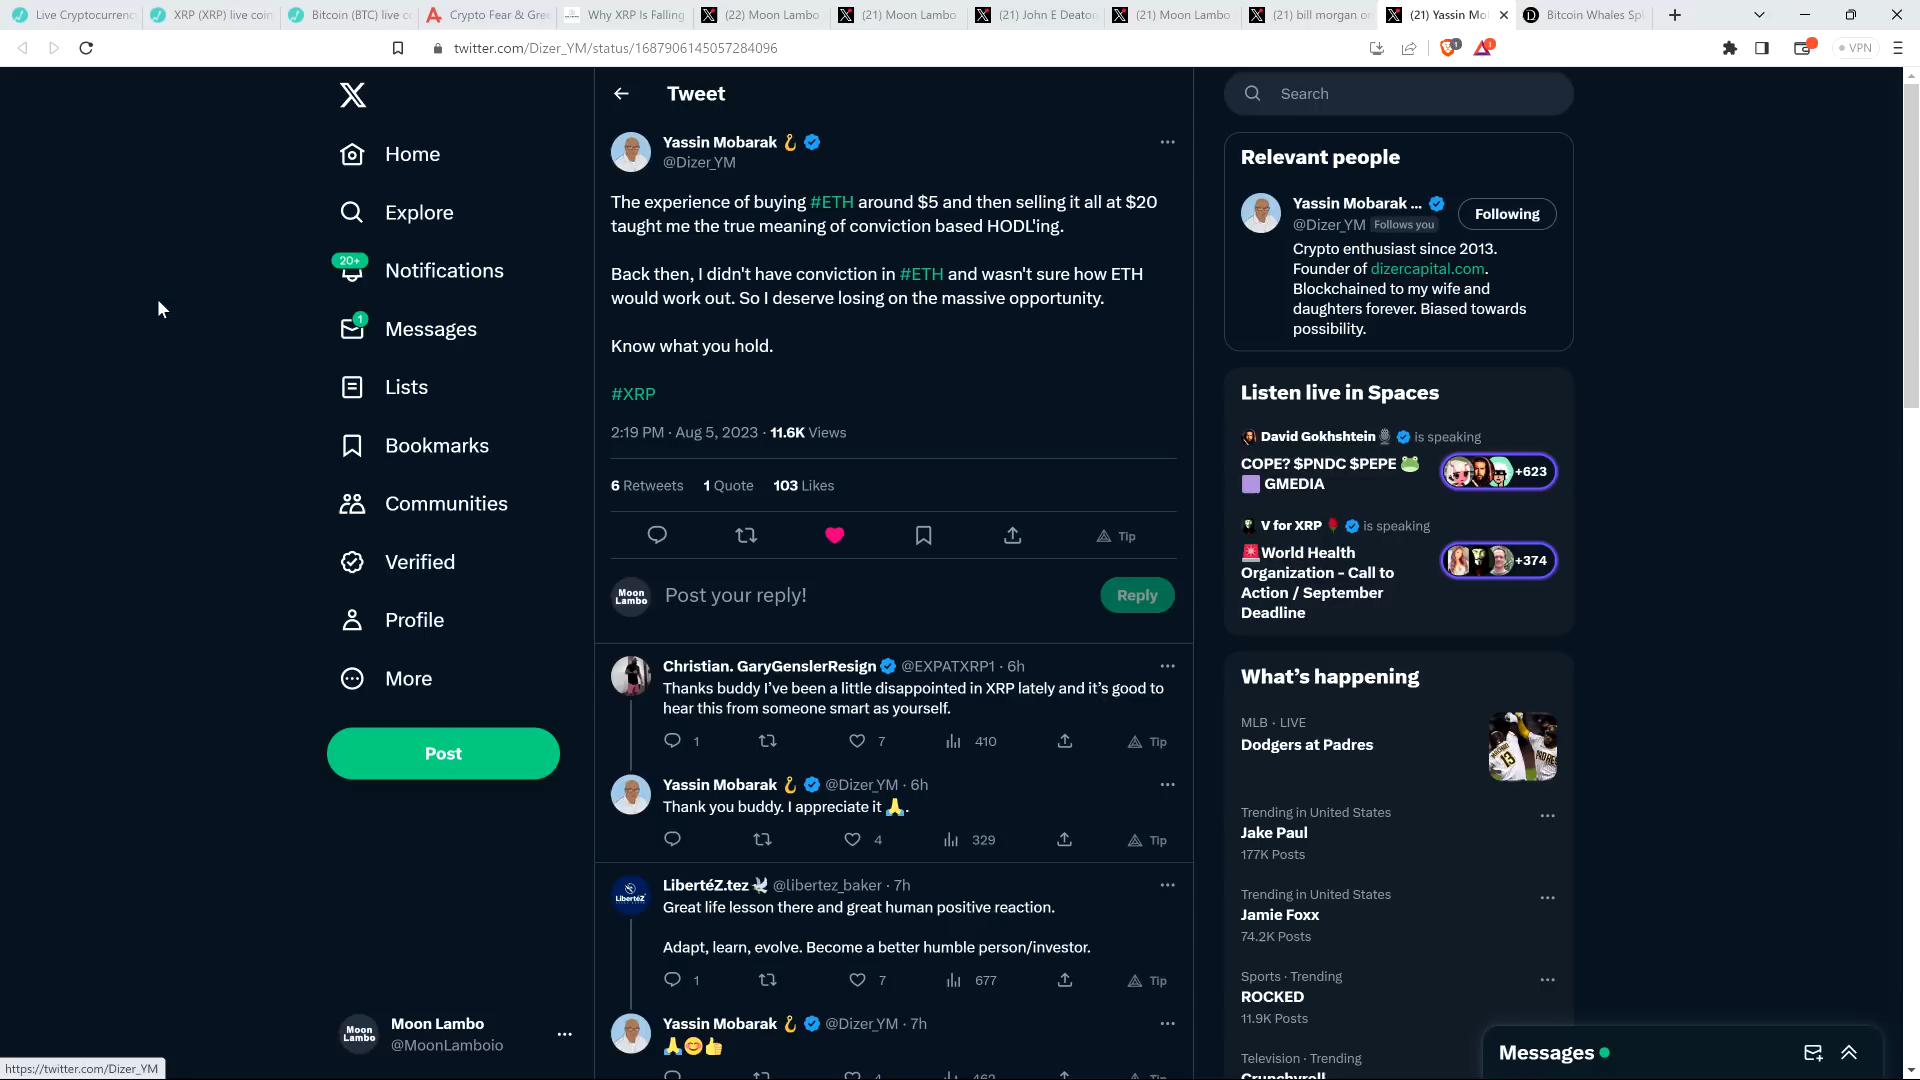 Live Cryptocurrenc
XRP (XRP) live coin
Bitcoin (BTC) live co
Crypto Fear & Gree
Why XRP Is Falling
(22) Moon Lambo
(21) Moon Lambo
(21) John E Deaton
(21) Moon Lambo
(21) bill morgan on
(21) Yassin Mob
Bitcoin Whales Spl
twitter.com/Dizer_YM/status/1687906145057284096
VPN
Home
Explore
20+
Notifications
1
Messages
Lists
Bookmarks
Communities
Verified
Profile
More
Post
Moon Lambo
Moon Lambo
@MoonLamboio
https://twitter.com/Dizer_YM
Tweet
Yassin Mobarak 🪝
@Dizer_YM
The experience of buying #ETH around $5 and then selling it all at $20
taught me the true meaning of conviction based HODL'ing.
Back then, I didn't have conviction in #ETH and wasn't sure how ETH
would work out. So I deserve losing on the massive opportunity.
Know what you hold.
#XRP
2:19 PM · Aug 5, 2023 · 11.6K Views
6 Retweets 1 Quote 103 Likes
Tip
Moon Lambo
Post your reply!
Reply
Christian. GaryGenslerResign @EXPATXRP1 · 6h
Thanks buddy I've been a little disappointed in XRP lately and it's good to
hear this from someone smart as yourself.
1 7 410 Tip
Yassin Mobarak 🪝 @Dizer_YM · 6h
Thank you buddy. I appreciate it 🙏.
4 329 Tip
LibertéZ
LibertéZ.tez 🕊 @libertez_baker · 7h
Great life lesson there and great human positive reaction.
Adapt, learn, evolve. Become a better humble person/investor.
1 7 677 Tip
Yassin Mobarak 🪝 @Dizer_YM · 7h
🙏😊👍
4 462 Tip
Search
Relevant people
Yassin Mobarak ...
@Dizer_YM Follows you
Following
Crypto enthusiast since 2013.
Founder of dizercapital.com.
Blockchained to my wife and
daughters forever. Biased towards
possibility.
Listen live in Spaces
David Gokhshtein🎙 is speaking
COPE? $PNDC $PEPE 🐸
🟪 GMEDIA
+623
V for XRP 🌹 is speaking
🚨World Health
Organization - Call to
Action / September
Deadline
+374
What's happening
MLB · LIVE
Dodgers at Padres
Trending in United States
Jake Paul
177K Posts
Trending in United States
Jamie Foxx
74.2K Posts
Sports · Trending
ROCKED
11.9K Posts
Television · Trending
Crunchyroll
Messages